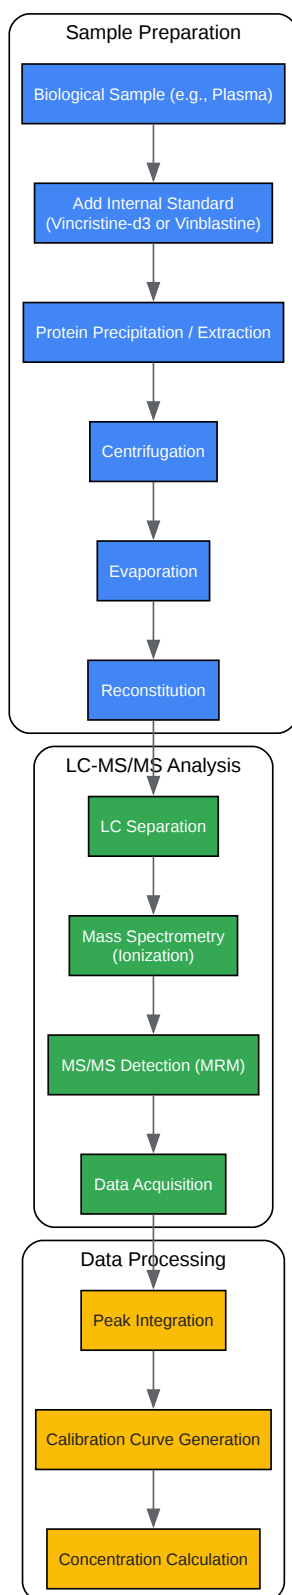 Sample Preparation
Biological Sample (e.g., Plasma)
Add Internal Standard
(Vincristine-d3 or Vinblastine)
Protein Precipitation / Extraction
Centrifugation
Evaporation
Reconstitution
LC-MS/MS Analysis
LC Separation
Mass Spectrometry
(Ionization)
MS/MS Detection (MRM)
Data Acquisition
Data Processing
Peak Integration
Calibration Curve Generation
Concentration Calculation